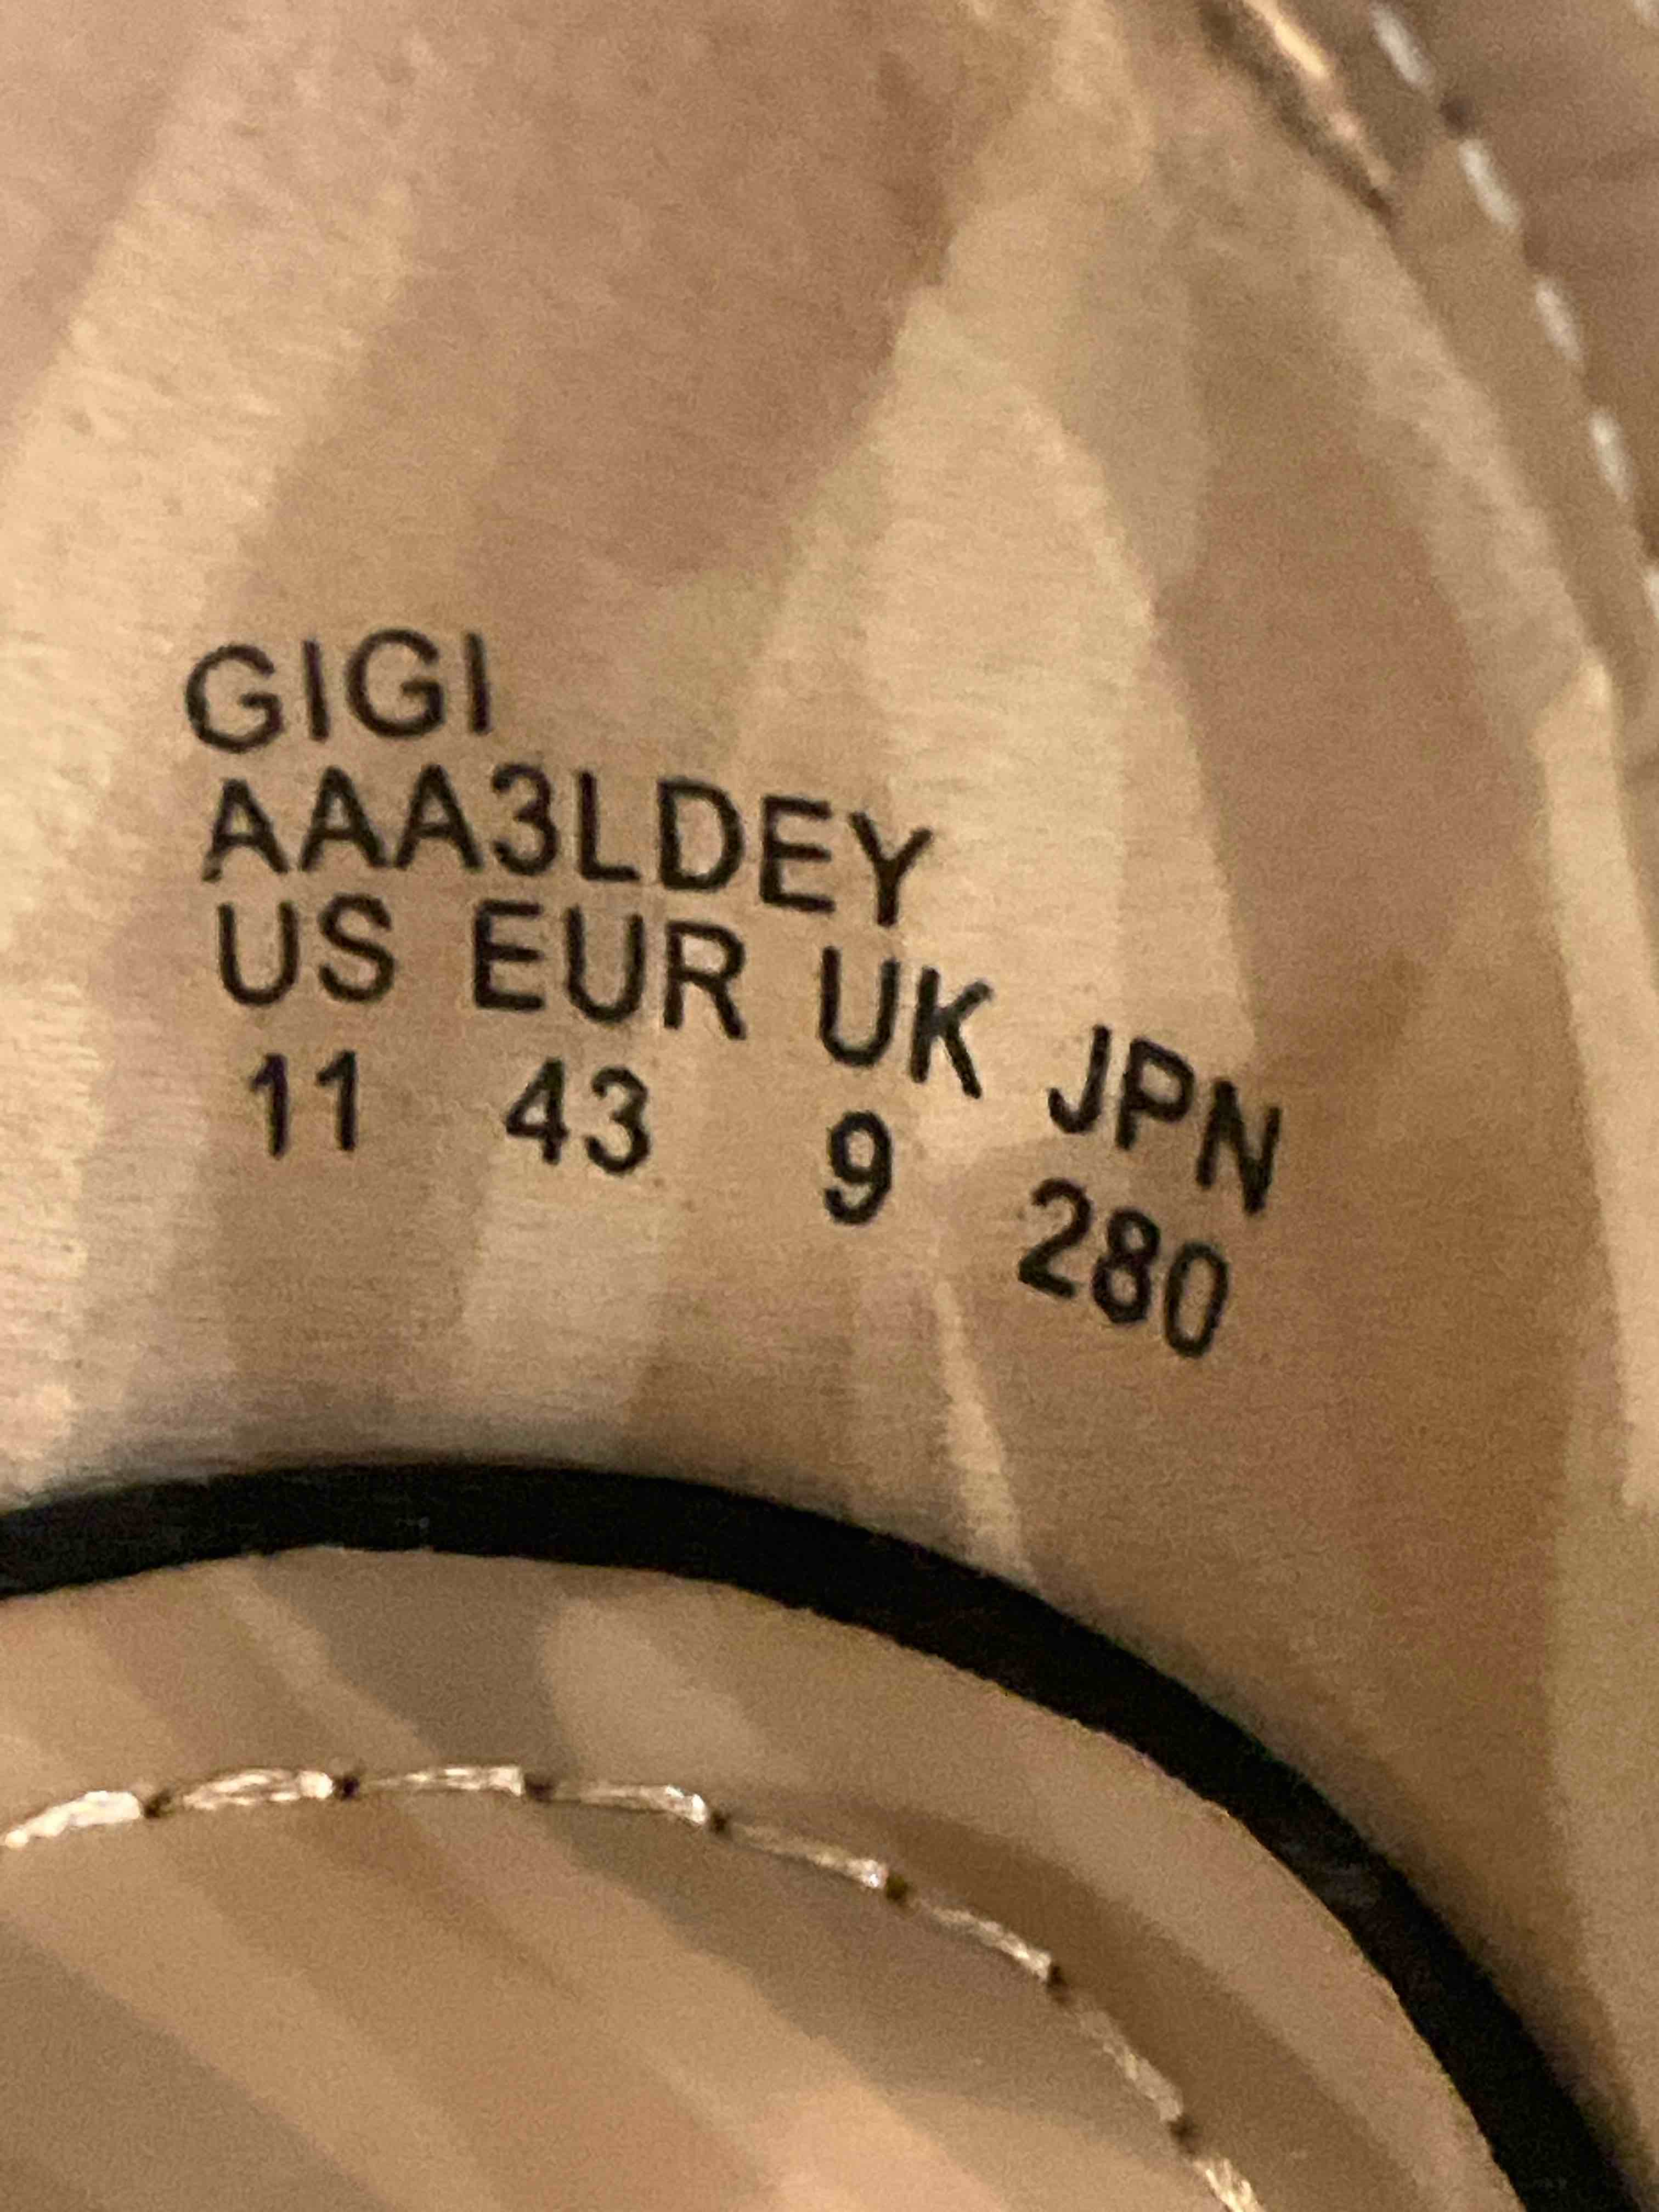 GIGI
AAA3LDEY
US EUR UK JPN
11 43 9 280